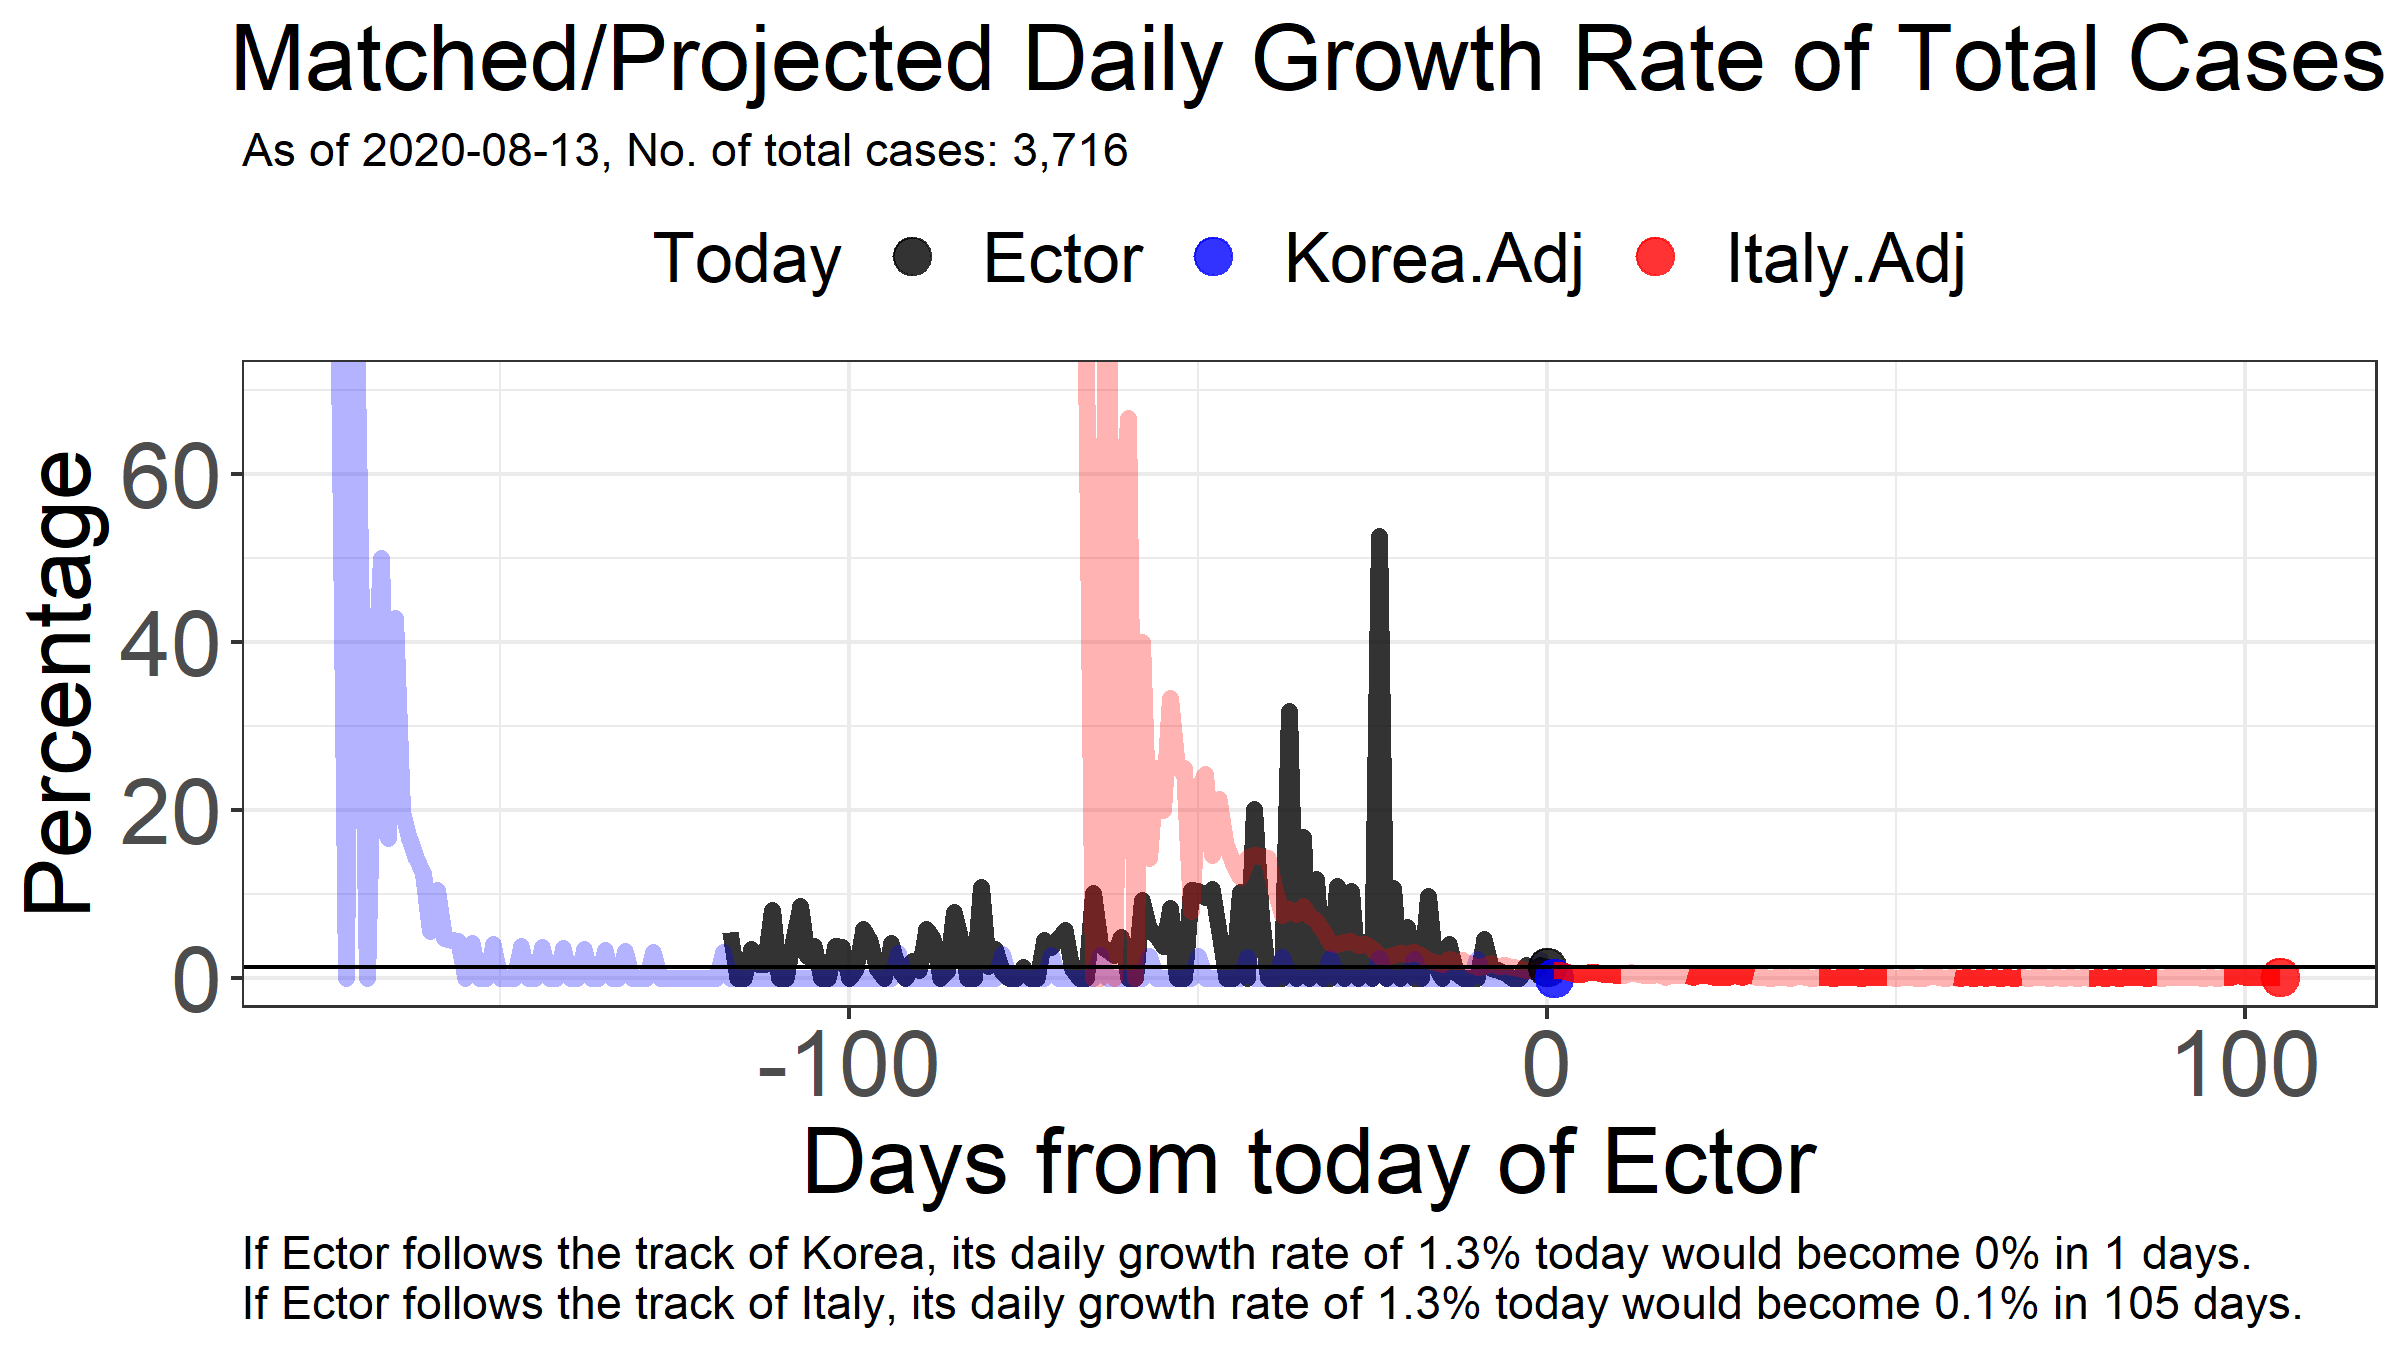 Matched/Projected Daily Growth Rate of Total Cases
As of 2020-08-13, No. of total cases: 3,716
Today Ector Korea.Adj Italy.Adj
Percentage
60
40
20
0
-100 0 100
Days from today of Ector
If Ector follows the track of Korea, its daily growth rate of 1.3% today would become 0% in 1 days.
If Ector follows the track of Italy, its daily growth rate of 1.3% today would become 0.1% in 105 days.